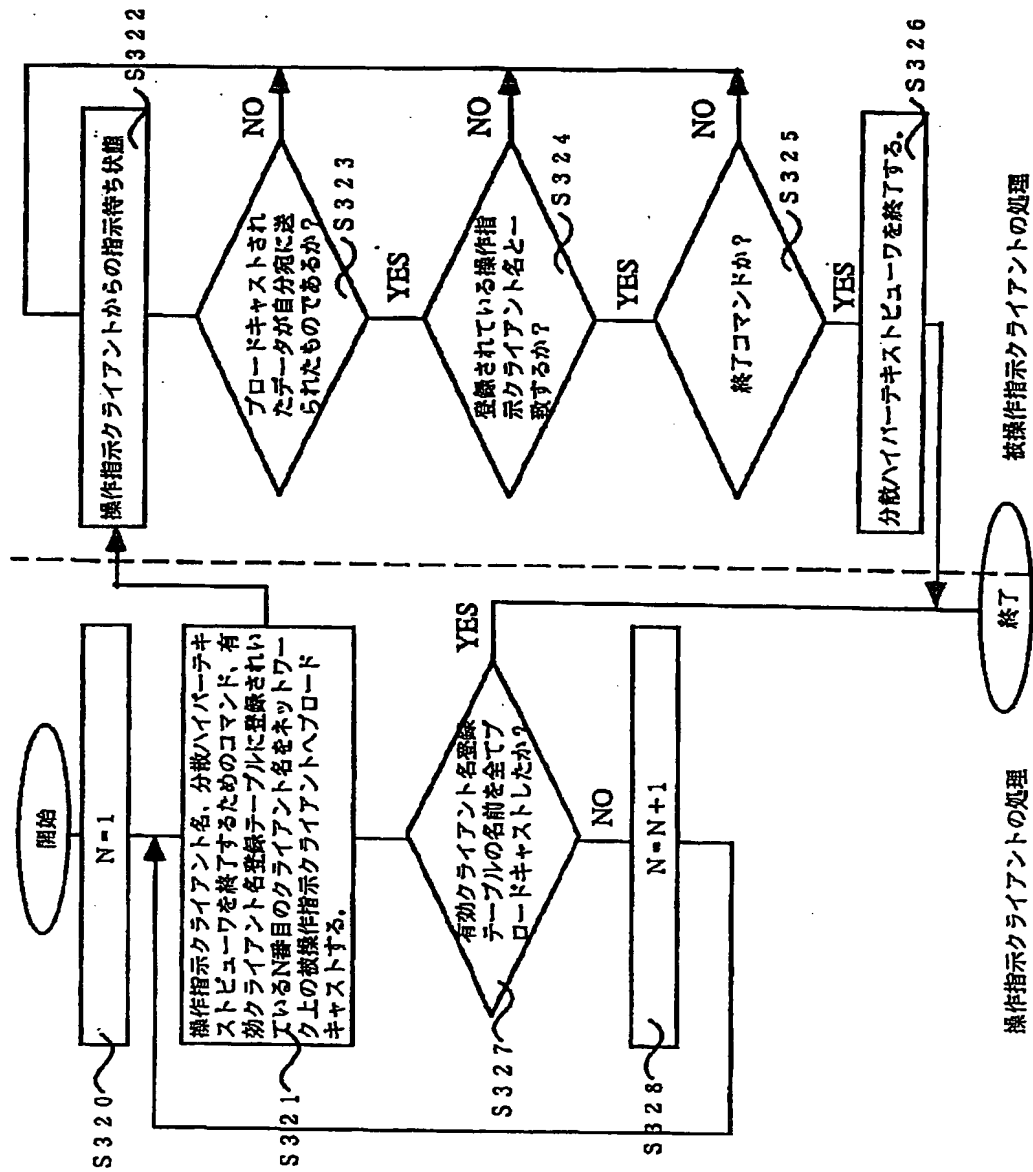 開始
S320
N=1
S321
操作指示クライアント名、分散ハイパーテキ
ストビューワを終了するためのコマンド、有
効クライアント名登録テーブルに登録されい
ているN番目のクライアント名をネットワー
ク上の被操作指示クライアントへブロード
キャストする。
S327
有効クライアント名登録
テーブルの名前を全てブ
ロードキャストしたか?
YES
NO
S328
N=N+1
操作指示クライアントの処理
操作指示クライアントからの指示待ち状態
S322
ブロードキャストされ
たデータが自分宛に送
られたものであるか?
NO
S323
YES
登録されている操作指
示クライアント名と一
致するか?
NO
S324
YES
終了コマンドか?
NO
S325
YES
分散ハイパーテキストビューワを終了する。
S326
終了
被操作指示クライアントの処理